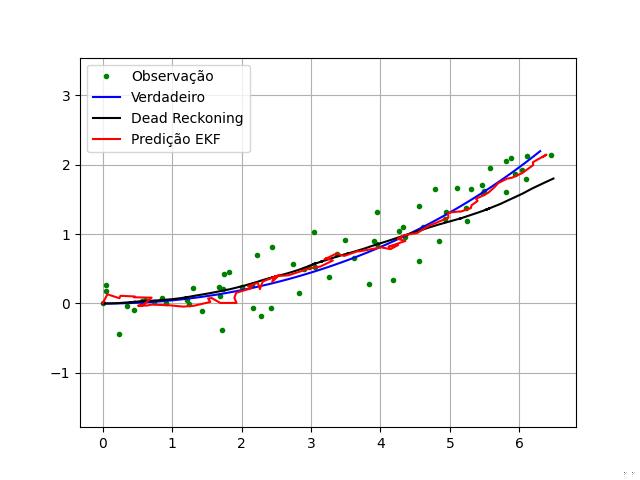 Observação
Verdadeiro
Dead Reckoning
Predição EKF
3
2
1
0
−1
0 1 2 3 4 5 6